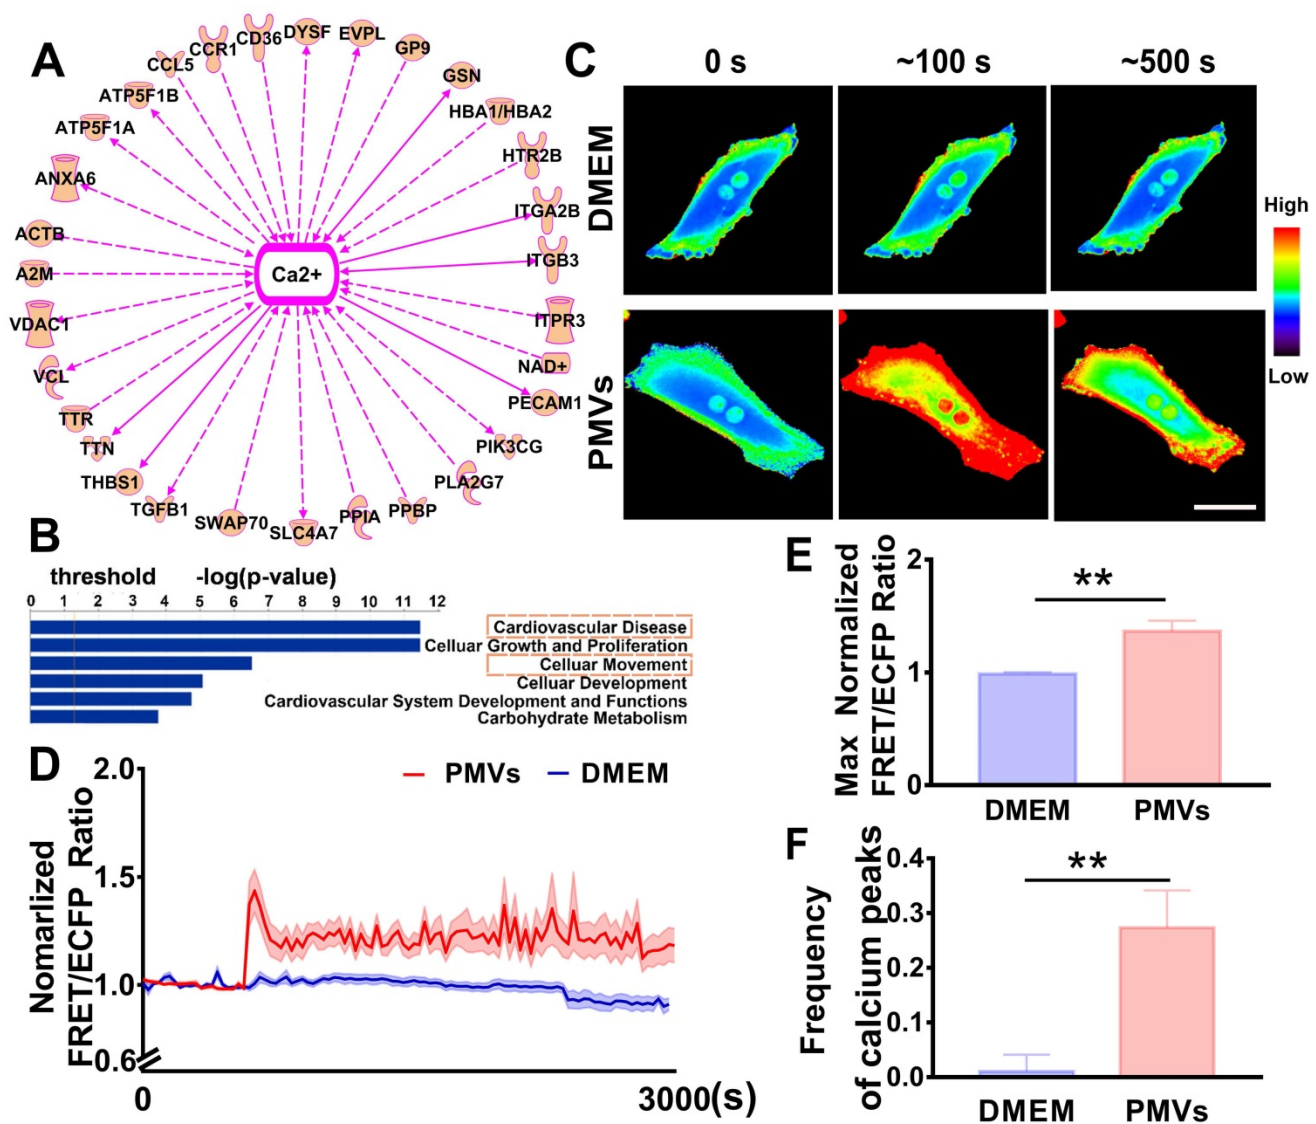 A
CD36
DYSF
EVPL
CCR1
GP9
CCL5
GSN
ATP5F1B
HBA1/HBA2
ATP5F1A
HTR2B
ANXA6
ITGA2B
ACTB
ITGB3
A2M
Ca2+
VDAC1
ITPR3
VCL
NAD+
TTR
PECAM1
TTN
PIK3CG
THBS1
PLA2G7
TGFB1
PPBP
SWAP70
PPIA
SLC4A7
B
threshold -log(p-value)
0 1 2 3 4 5 6 7 8 9 10 11 12
Cardiovascular Disease
Celluar Growth and Proliferation
Celluar Movement
Celluar Development
Cardiovascular System Development and Functions
Carbohydrate Metabolism
C
0 s ~100 s ~500 s
DMEM
PMVs
High
Low
D
PMVs DMEM
Nomarlized
FRET/ECFP Ratio
2.0
1.5
1.0
0.6
0 3000(s)
E
Max Normalized
FRET/ECFP Ratio
2
1
0
**
DMEM PMVs
F
Frequency
of calcium peaks
0.4
0.3
0.2
0.1
0.0
**
DMEM PMVs